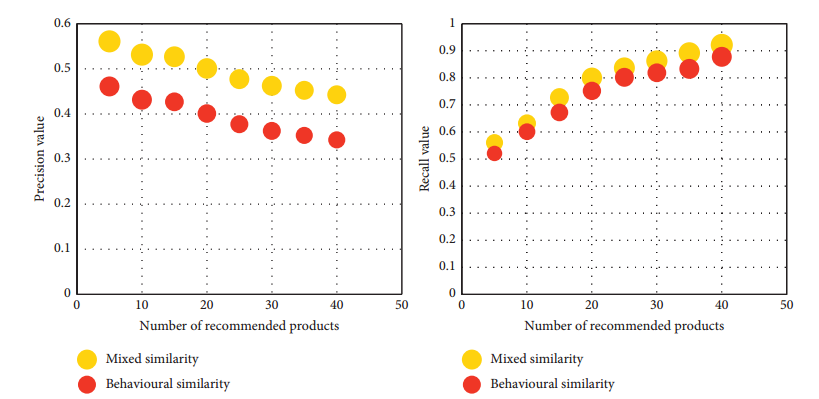 0.6
0.5
0.4
0.3
0.2
0.1
0
Precision value
0 10 20 30 40 50
Number of recommended products
Mixed similarity
Behavioural similarity
1
0.9
0.8
0.7
0.6
0.5
0.4
0.3
0.2
0.1
0
Recall value
0 10 20 30 40 50
Number of recommended products
Mixed similarity
Behavioural similarity